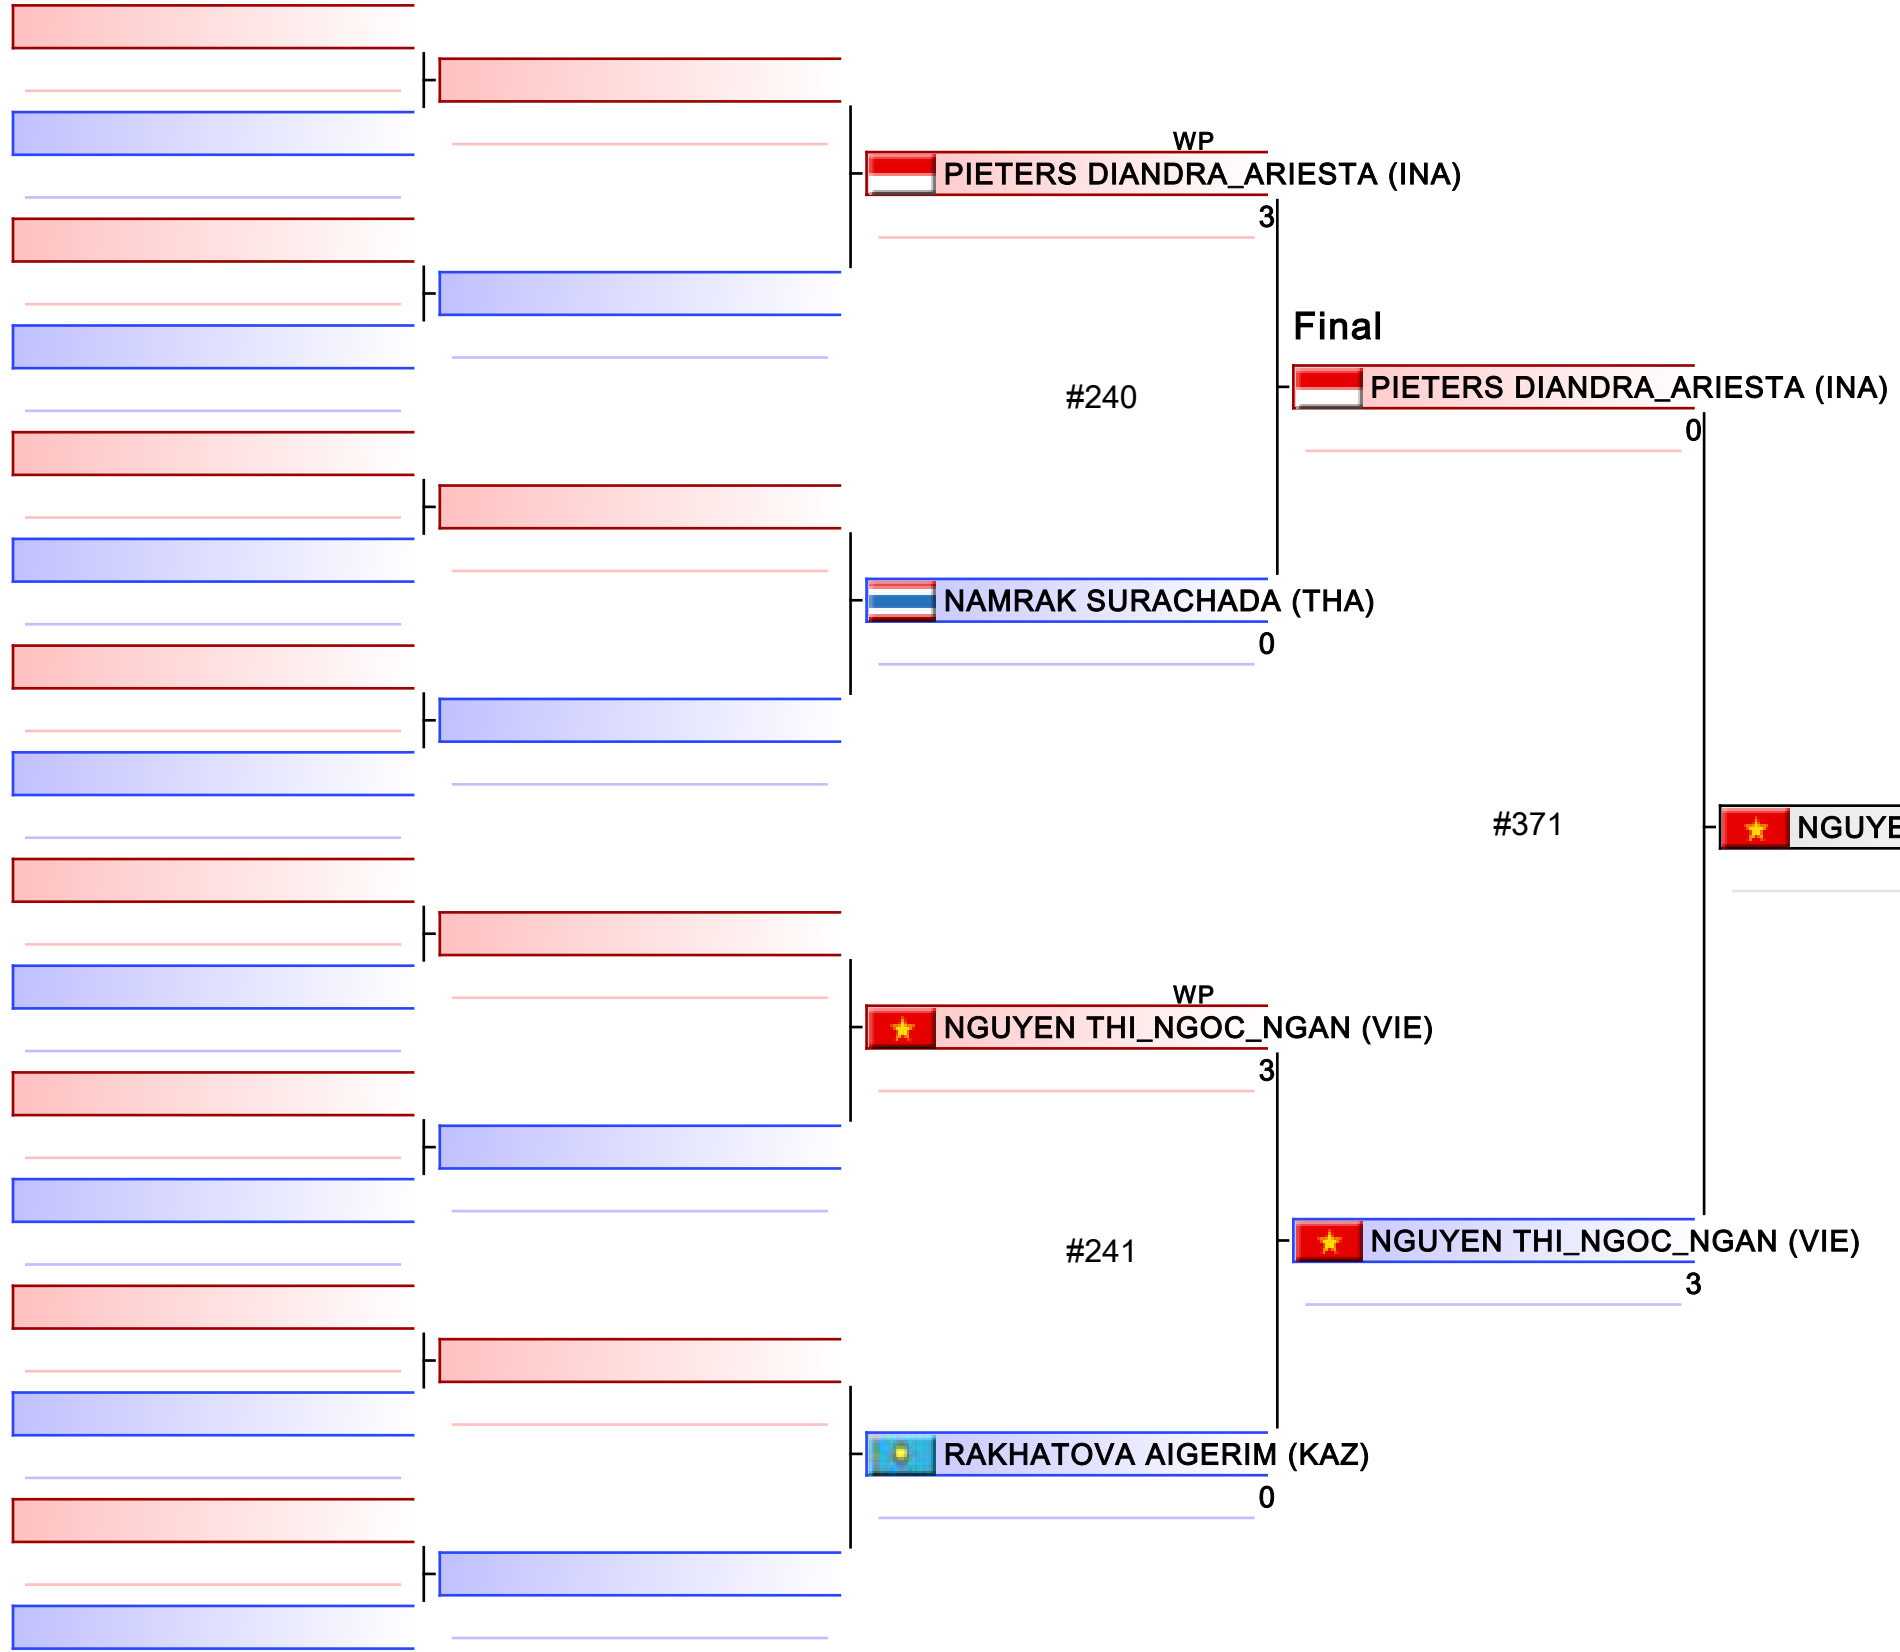 WP
PIETERS DIANDRA_ARIESTA (INA)
3
Final
#240
PIETERS DIANDRA_ARIESTA (INA)
0
NAMRAK SURACHADA (THA)
0
#371
NGUYE
WP
NGUYEN THI_NGOC_NGAN (VIE)
3
#241
NGUYEN THI_NGOC_NGAN (VIE)
3
RAKHATOVA AIGERIM (KAZ)
0